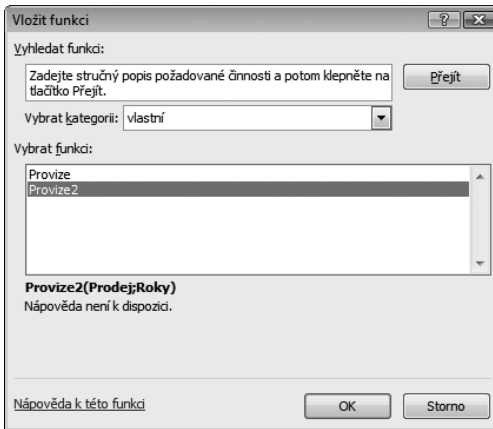 Vložit funkci
Vyhledat funkci:
Zadejte stručný popis požadované činnosti a potom klepněte na
tlačítko Přejít.
Přejít
Vybrat kategorii: vlastní
Vybrat funkci:
Provize
Provize2
Provize2(Prodej;Roky)
Nápověda není k dispozici.
Nápověda k této funkci
OK
Storno